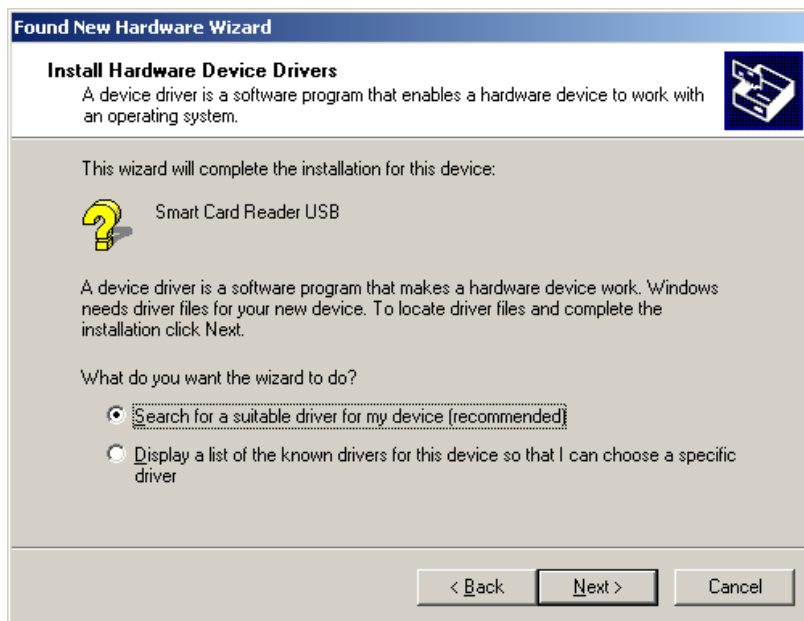 Found New Hardware Wizard
Install Hardware Device Drivers
A device driver is a software program that enables a hardware device to work with
an operating system.
This wizard will complete the installation for this device:
Smart Card Reader USB
A device driver is a software program that makes a hardware device work. Windows
needs driver files for your new device. To locate driver files and complete the
installation click Next.
What do you want the wizard to do?
Search for a suitable driver for my device (recommended)
Display a list of the known drivers for this device so that I can choose a specific
driver
< Back Next > Cancel